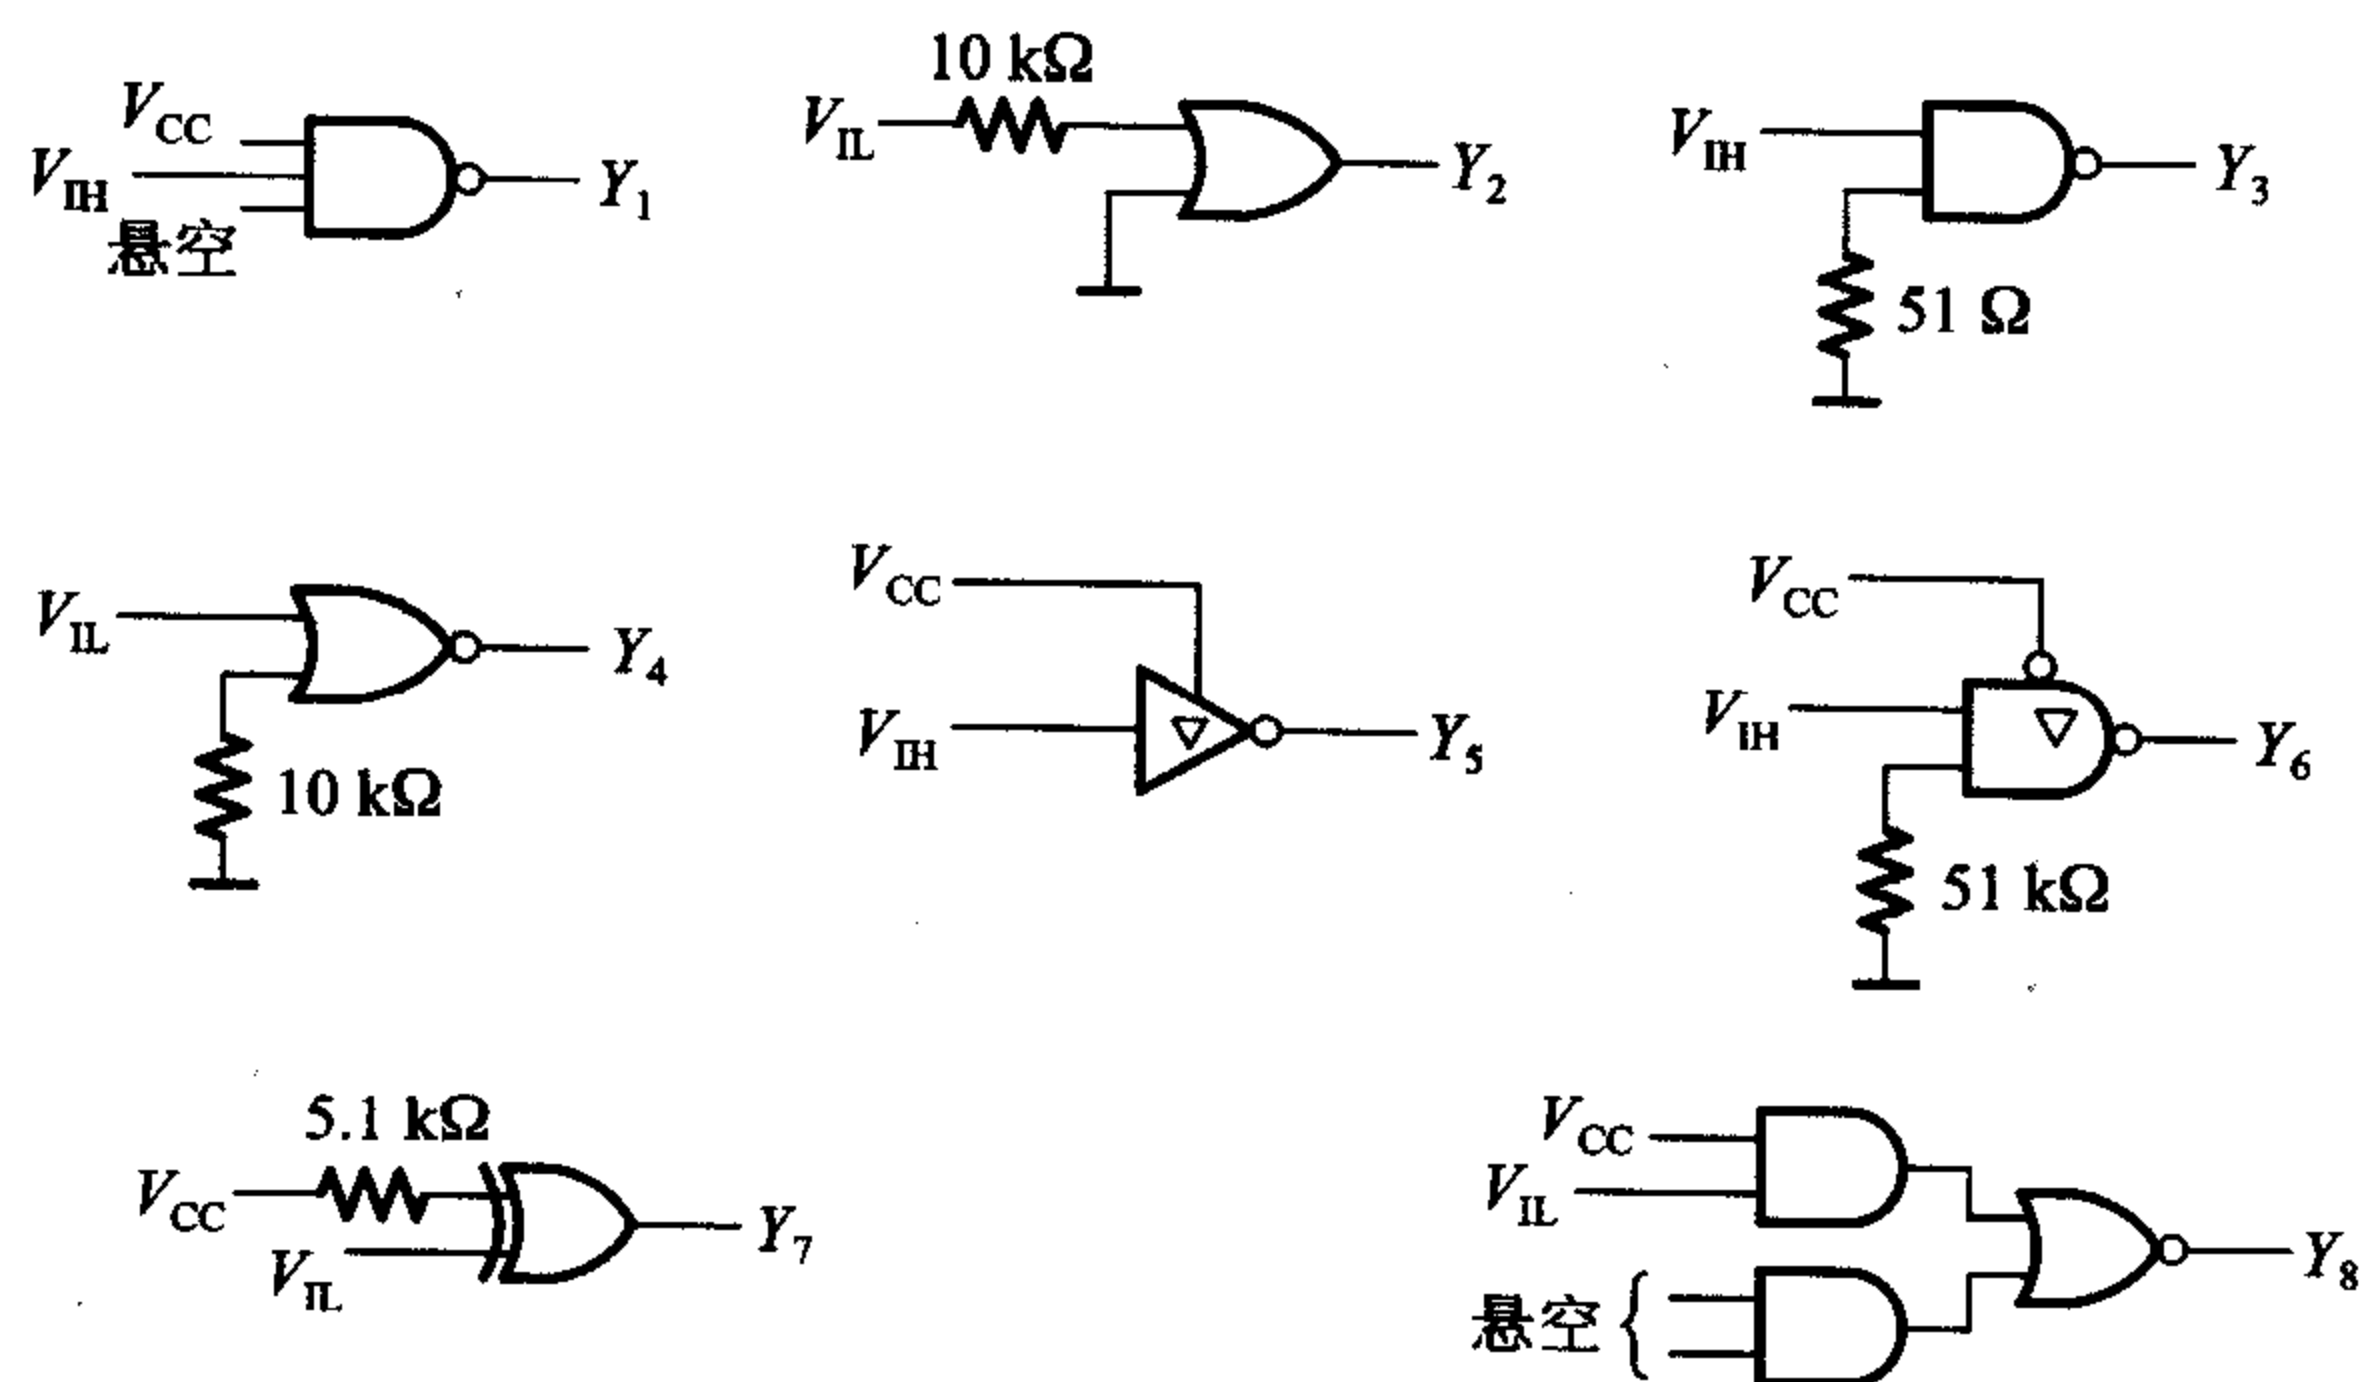 V_CC
V_IH
悬空
Y_1
10 kΩ
V_IL
Y_2
V_IH
Y_3
51 Ω
V_IL
Y_4
10 kΩ
V_CC
V_IH
Y_5
V_CC
V_IH
Y_6
51 kΩ
5.1 kΩ
V_CC
V_IL
Y_7
V_CC
V_IL
悬空
Y_8